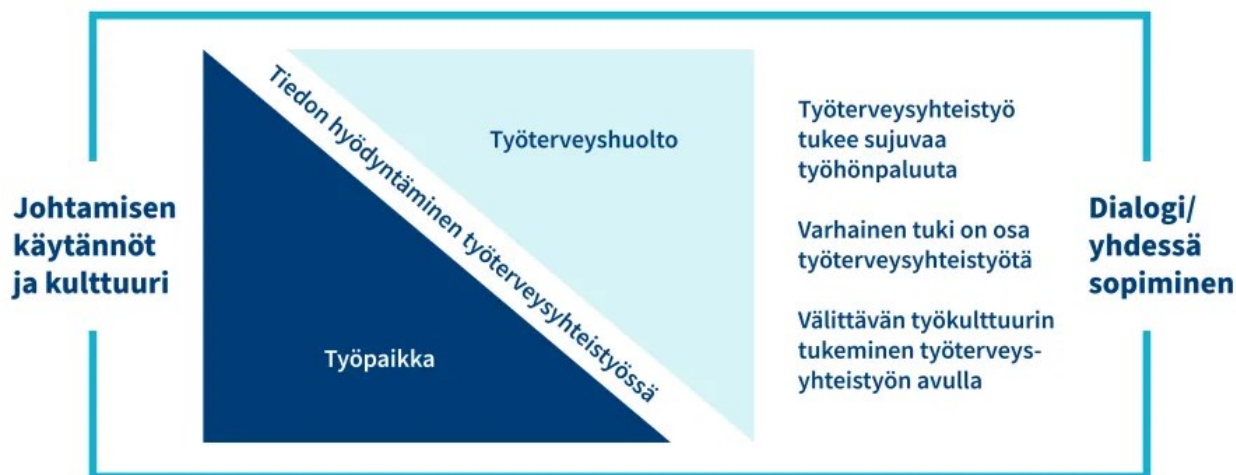 Johtamisen
käytännöt
ja kulttuuri
Tiedon hyödyntäminen työterveysyhteistyössä
Työterveyshuolto
Työpaikka
Työterveysyhteistyö
tukee sujuvaa
työhönpaluuta
Varhainen tuki on osa
työterveysyhteistyötä
Välittävän työkulttuurin
tukeminen työterveys-
yhteistyön avulla
Dialogi/
yhdessä
sopiminen